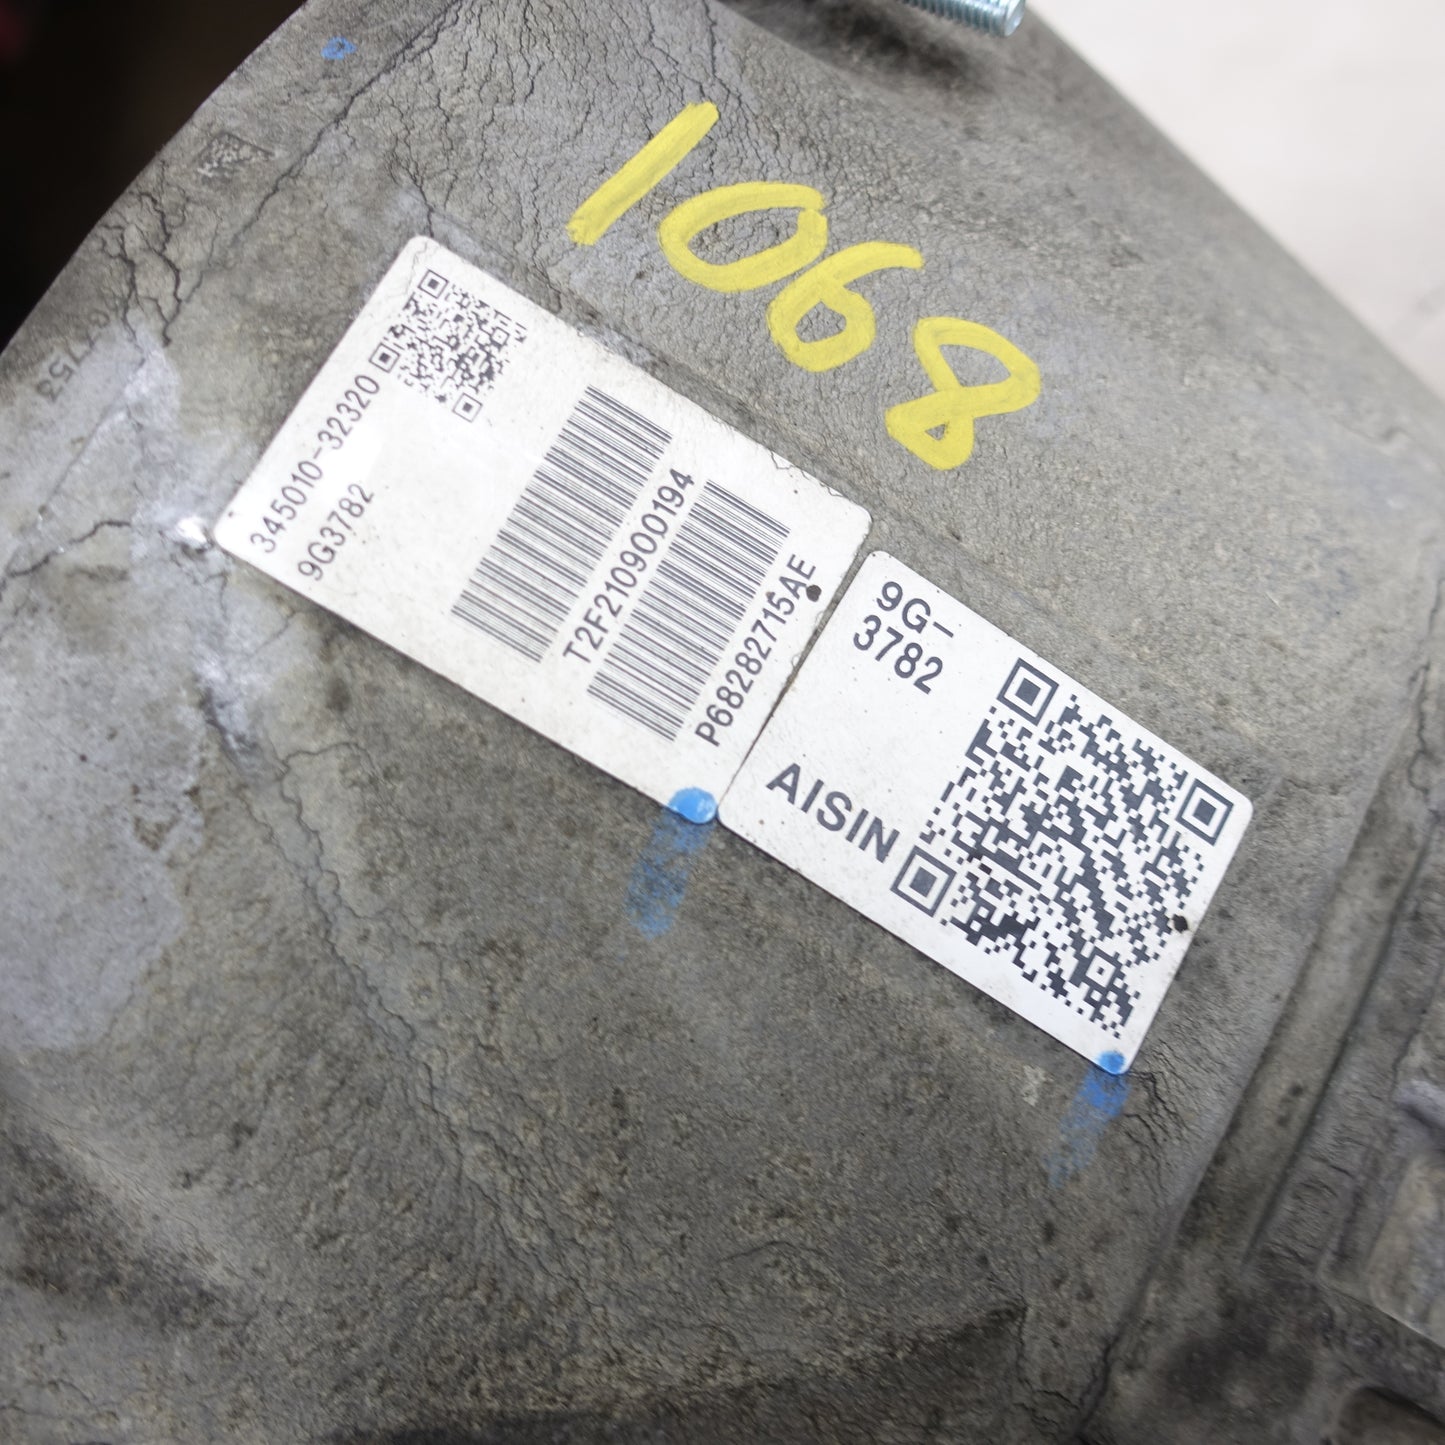 1068
345010-32320
9G3782
T2F210900194
P68282715AE
9G-
3782
AISIN